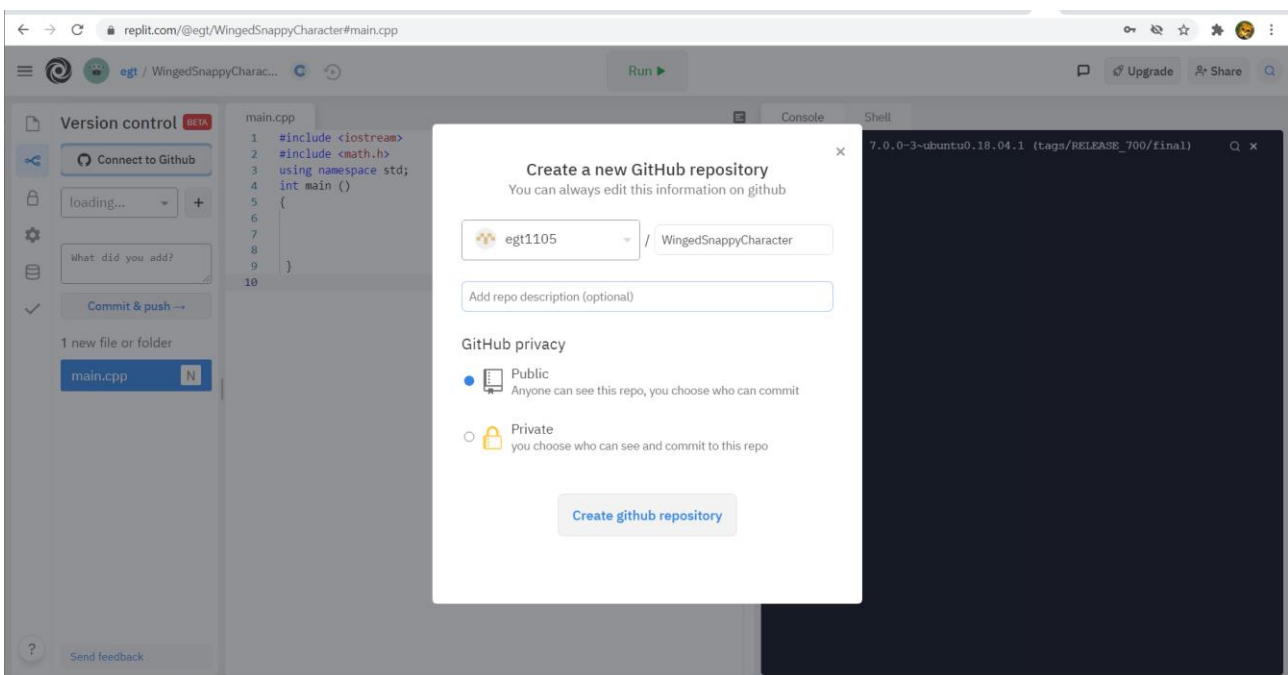 replit.com/@egt/WingedSnappyCharacter#main.cpp
egt / WingedSnappyCharac...
C
Run
Upgrade
Share
Version control BETA
Connect to Github
loading...
+
What did you add?
Commit & push →
1 new file or folder
main.cpp N
?
Send feedback
main.cpp
1 #include <iostream>
2 #include <math.h>
3 using namespace std;
4 int main ()
5 {
6
7
8
9 }
10
Create a new GitHub repository
You can always edit this information on github
egt1105 / WingedSnappyCharacter
Add repo description (optional)
GitHub privacy
Public
Anyone can see this repo, you choose who can commit
Private
you choose who can see and commit to this repo
Create github repository
Console Shell
7.0.0-3~ubuntu0.18.04.1 (tags/RELEASE_700/final)